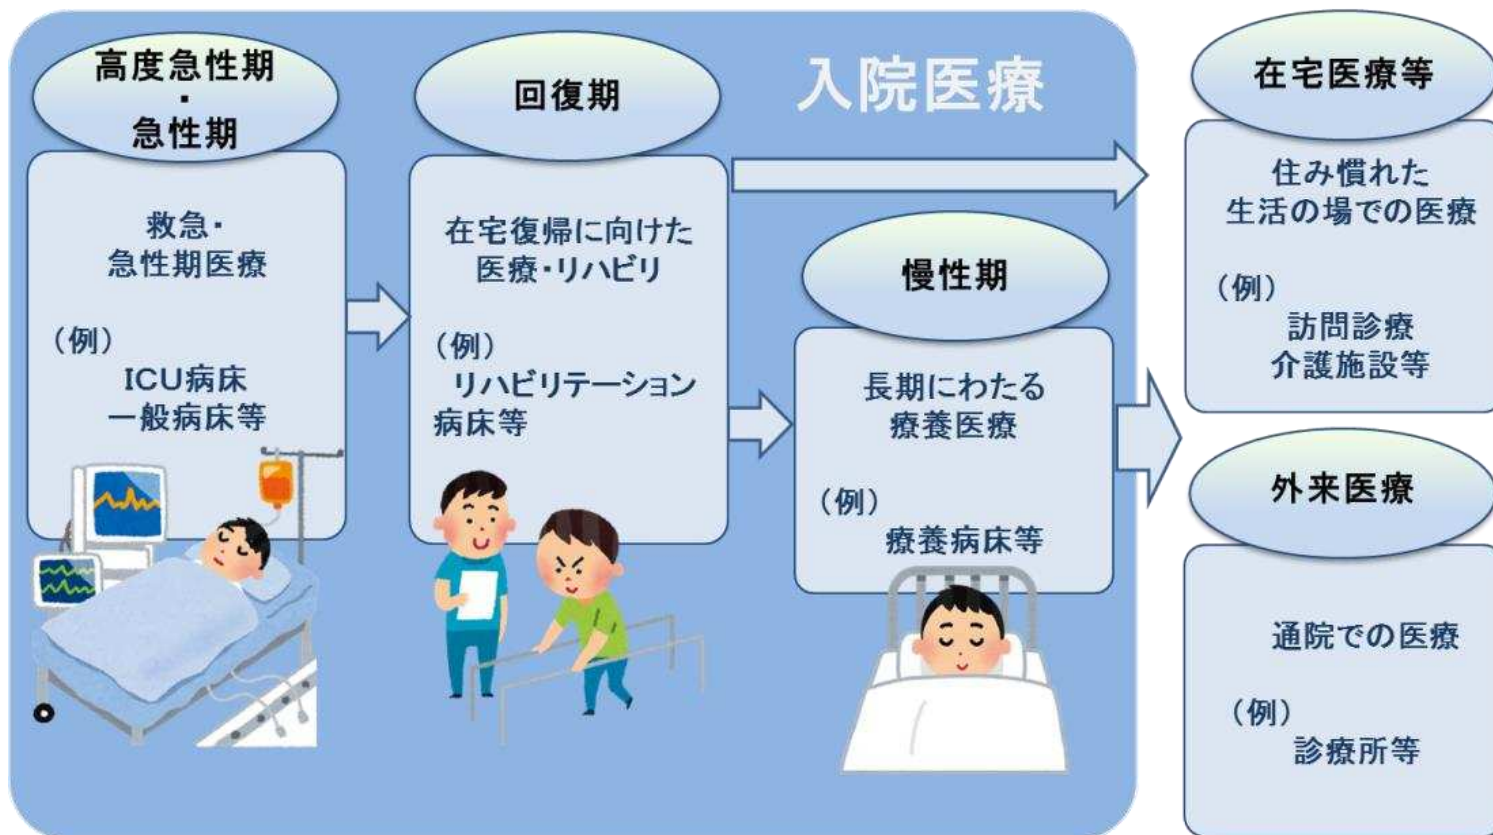 入院医療
高度急性期
・
急性期
救急・
急性期医療
(例)
ICU病床
一般病床等
回復期
在宅復帰に向けた
医療・リハビリ
(例)
リハビリテーション
病床等
慢性期
長期にわたる
療養医療
(例)
療養病床等
在宅医療等
住み慣れた
生活の場での医療
(例)
訪問診療
介護施設等
外来医療
通院での医療
(例)
診療所等